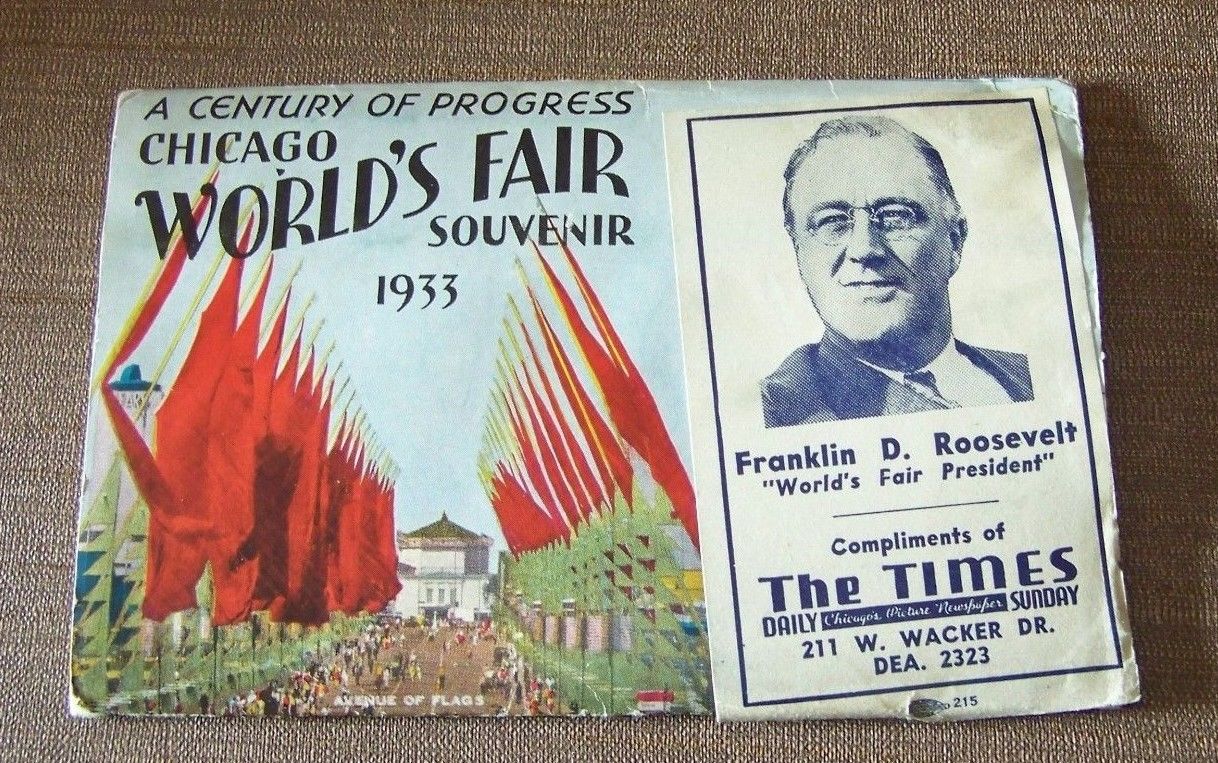 A CENTURY OF PROGRESS
CHICAGO
WORLD'S FAIR
SOUVENIR
1933
AVENUE OF FLAGS
Franklin D. Roosevelt
"World's Fair President"
Compliments of
The TIMES
DAILY Chicago's Picture Newspaper SUNDAY
211 W. WACKER DR.
DEA. 2323
215